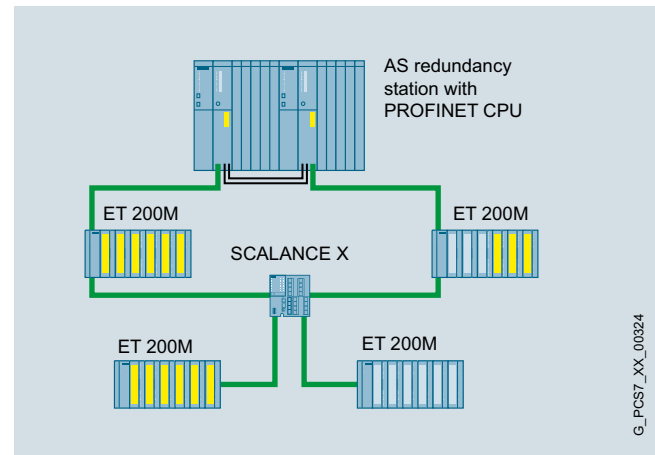 AS redundancy
station with
PROFINET CPU
ET 200M
ET 200M
SCALANCE X
ET 200M
ET 200M
G_PCS7_XX_00324